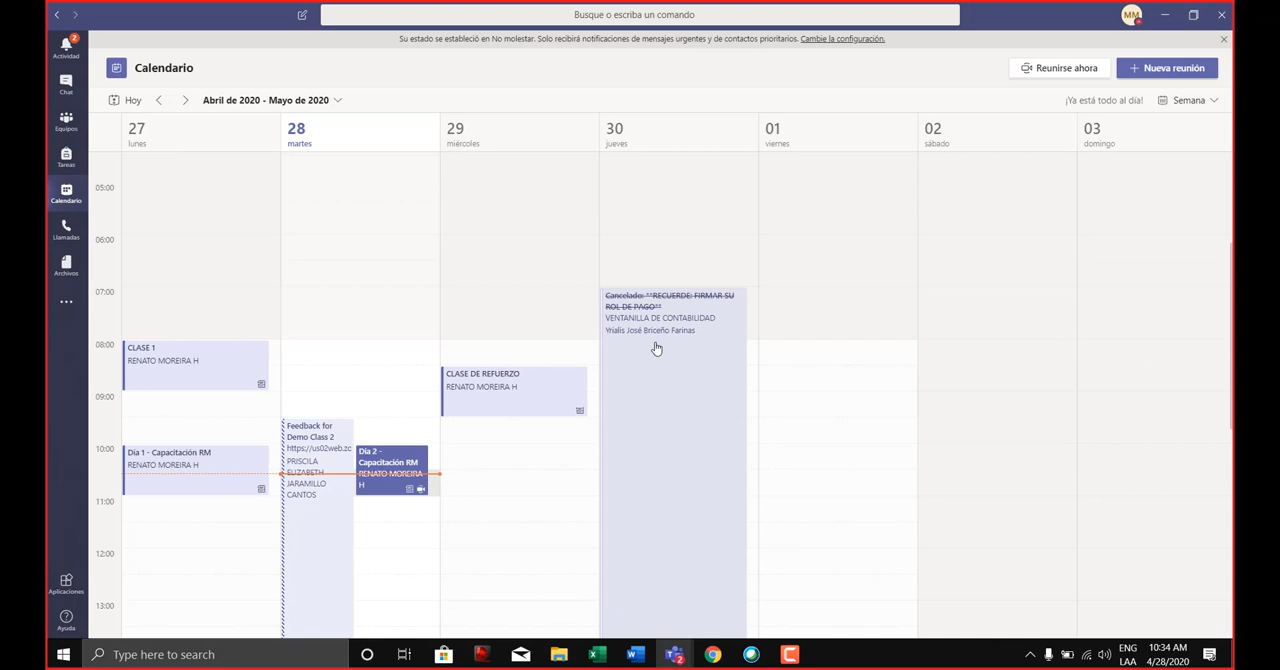 Busque o escriba un comando
MM
Su estado se estableció en No molestar. Solo recibirá notificaciones de mensajes urgentes y de contactos prioritarios. Cambie la configuración.
2
Actividad
Chat
Equipos
Tareas
Calendario
Llamadas
Archivos
Aplicaciones
Ayuda
Calendario
Reunirse ahora
Nueva reunión
Hoy
Abril de 2020 - Mayo de 2020
¡Ya está todo al día!
Semana
27
lunes
28
martes
29
miércoles
30
jueves
01
viernes
02
sábado
03
domingo
05:00
06:00
07:00
08:00
09:00
10:00
11:00
12:00
13:00
CLASE 1
RENATO MOREIRA H
Día 1 - Capacitación RM
RENATO MOREIRA H
Feedback for
Demo Class 2
https://us02web.zc
PRISCILA
ELIZABETH
JARAMILLO
CANTOS
Día 2 -
Capacitación RM
RENATO MOREIRA
H
CLASE DE REFUERZO
RENATO MOREIRA H
Cancelado: **RECUERDE: FIRMAR SU
ROL DE PAGO**
VENTANILLA DE CONTABILIDAD
Yrialis José Briceño Farinas
Type here to search
2
ENG
LAA
10:34 AM
4/28/2020